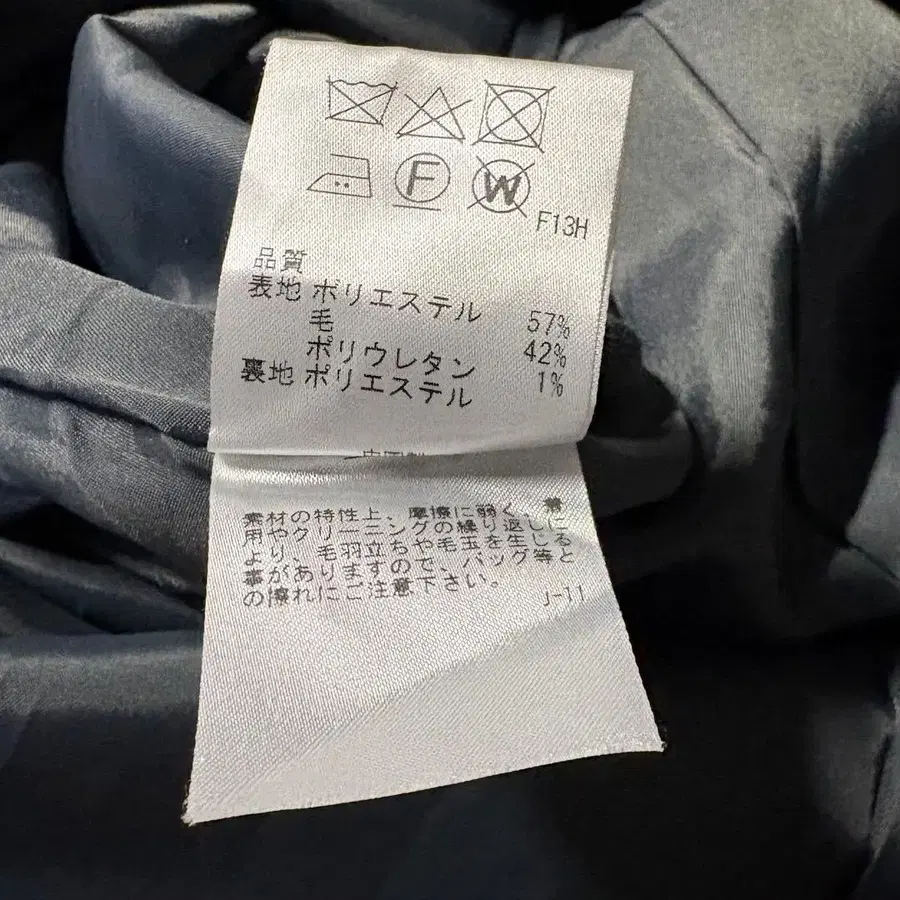 F
W
F13H
品質
表地 ポリエステル 57%
毛 42%
ポリウレタン 1%
裏地 ポリエステル
素材の特性上、摩擦に弱く、常
用やクリーニングの繰り返しに
より、毛羽立ちや毛玉を生じる
事がありますので、バッグ等と
の擦れにご注意下さい。
J-11